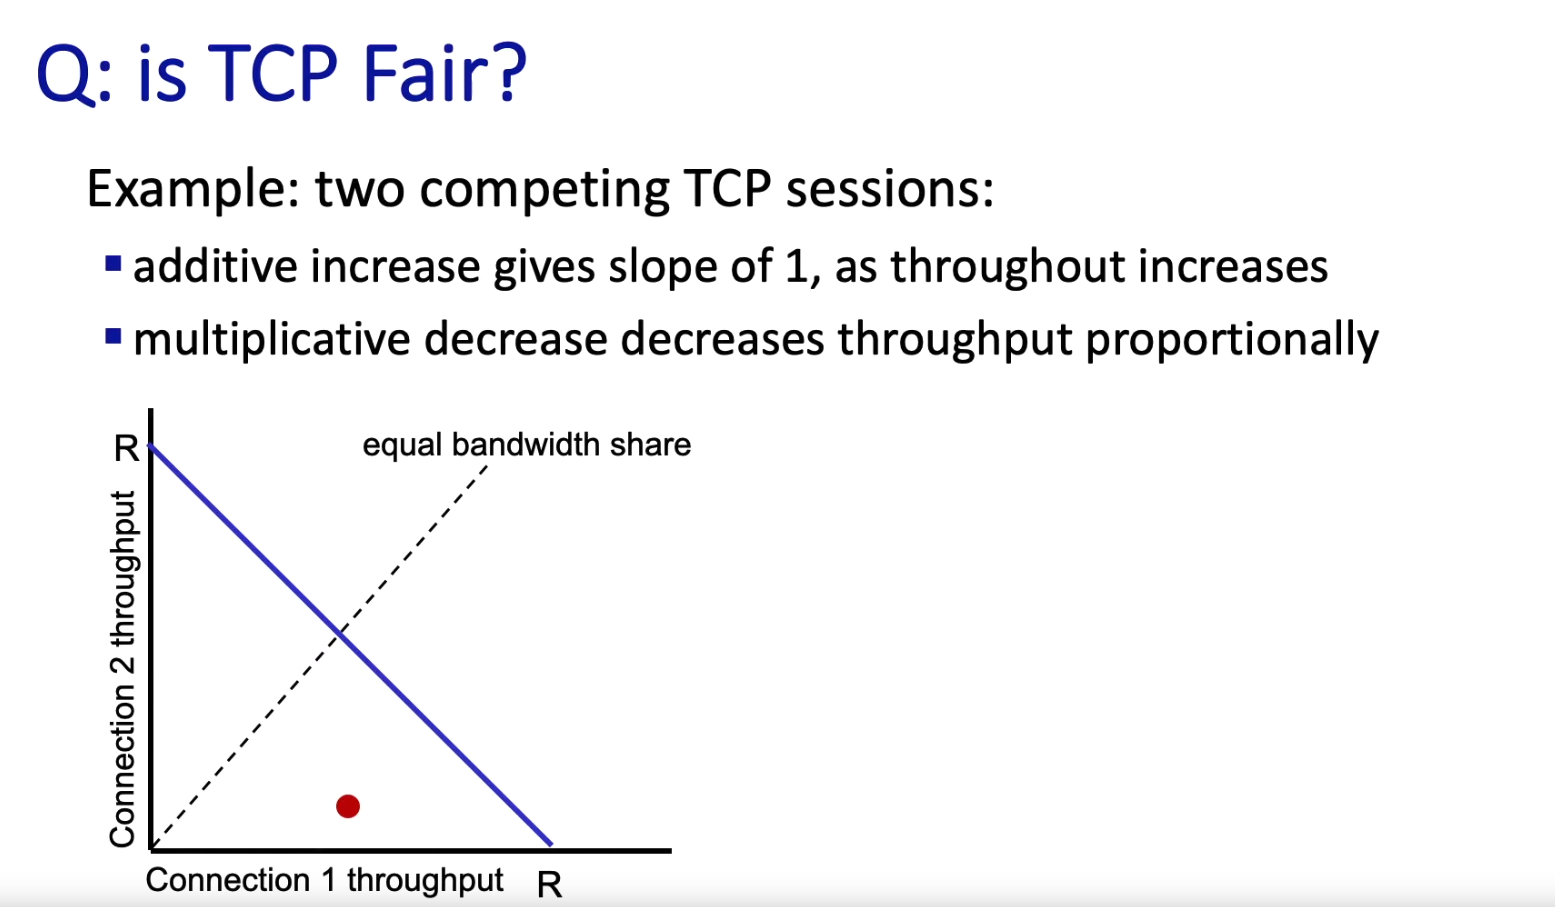 Q: is TCP Fair?
Example: two competing TCP sessions:
additive increase gives slope of 1, as throughout increases
multiplicative decrease decreases throughput proportionally
equal bandwidth share
R
Connection 2 throughput
Connection 1 throughput R